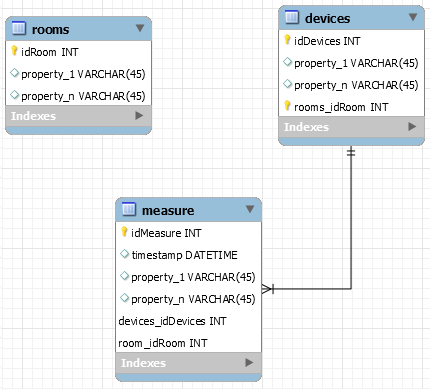 rooms
idRoom INT
property_1 VARCHAR(45)
property_n VARCHAR(45)
Indexes
devices
idDevices INT
property_1 VARCHAR(45)
property_n VARCHAR(45)
rooms_idRoom INT
Indexes
measure
idMeasure INT
timestamp DATETIME
property_1 VARCHAR(45)
property_n VARCHAR(45)
devices_idDevices INT
room_idRoom INT
Indexes